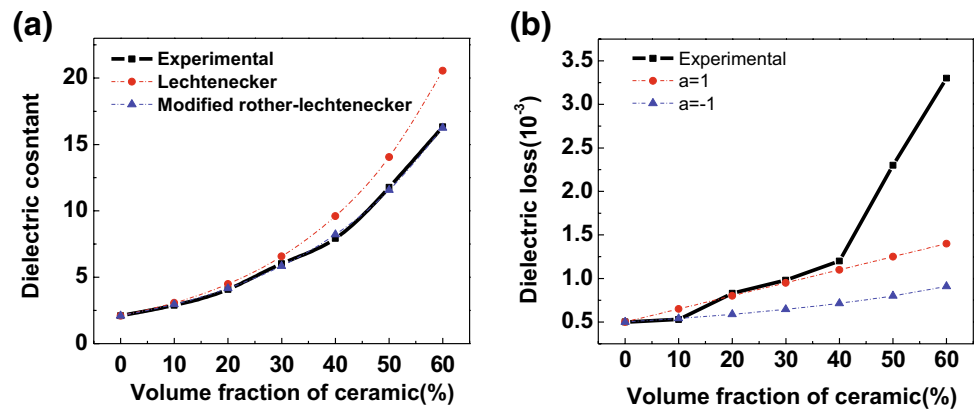 (a)
Experimental
Lechtenecker
Modified rother-lechtenecker
20
15
10
5
0
Dielectric cosntant
0 10 20 30 40 50 60
Volume fraction of ceramic(%)
(b)
Experimental
a=1
a=-1
3.5
3.0
2.5
2.0
1.5
1.0
0.5
Dielectric loss(10-3)
0 10 20 30 40 50 60
Volume fraction of ceramic(%)